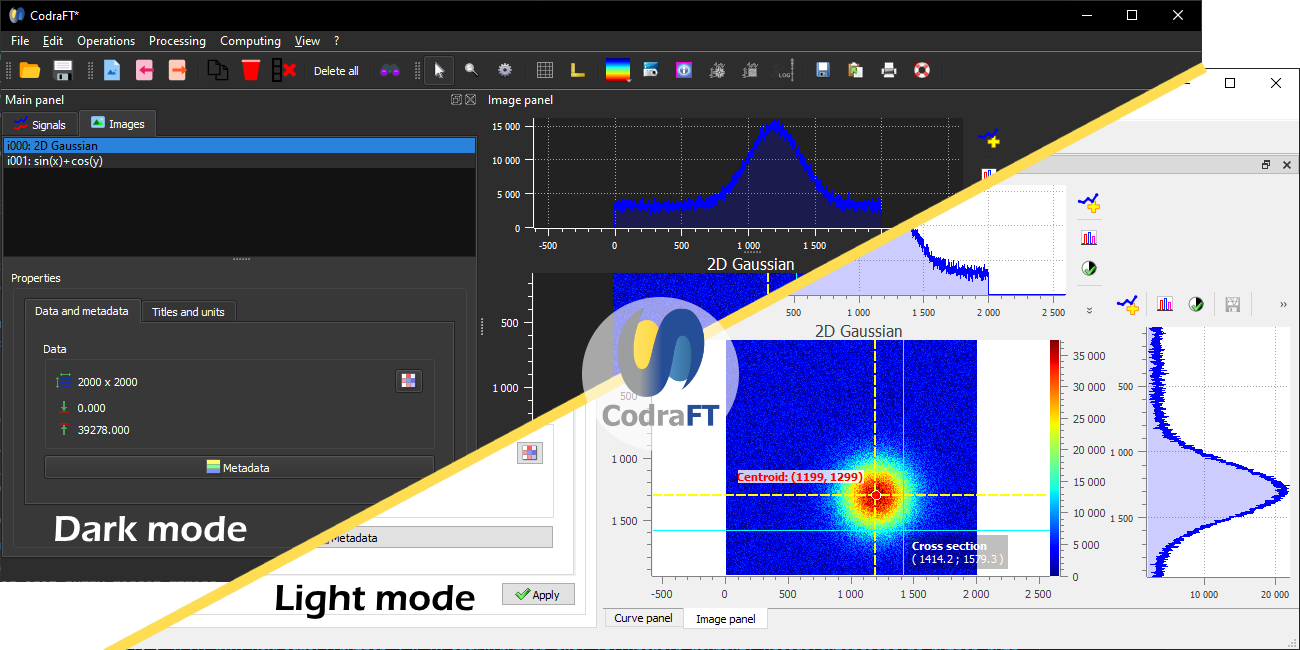 CodraFT*
File Edit Operations Processing Computing View ?
Delete all
LOG
Main panel
Image panel
Signals Images
i000: 2D Gaussian
i001: sin(x)+cos(y)
15 000
10 000
5 000
0
-500 0 500 1 000 1 500
2D Gaussian
500
1 000
Properties
Data and metadata Titles and units
Data
2000 x 2000
0.000
39278.000
Metadata
Dark mode
CodraFT
500
500 1 000 1 500 2 000 2 500
2D Gaussian
500
1 000
1 500
Centroid: (1199, 1299)
Cross section
( 1414.2 ; 1579.3 )
-500 0 500 1 000 1 500 2 000 2 500
35 000
30 000
25 000
20 000
15 000
10 000
5 000
0
500
1 000
1 500
10 000 20 000
Metadata
Light mode
Apply
Curve panel Image panel